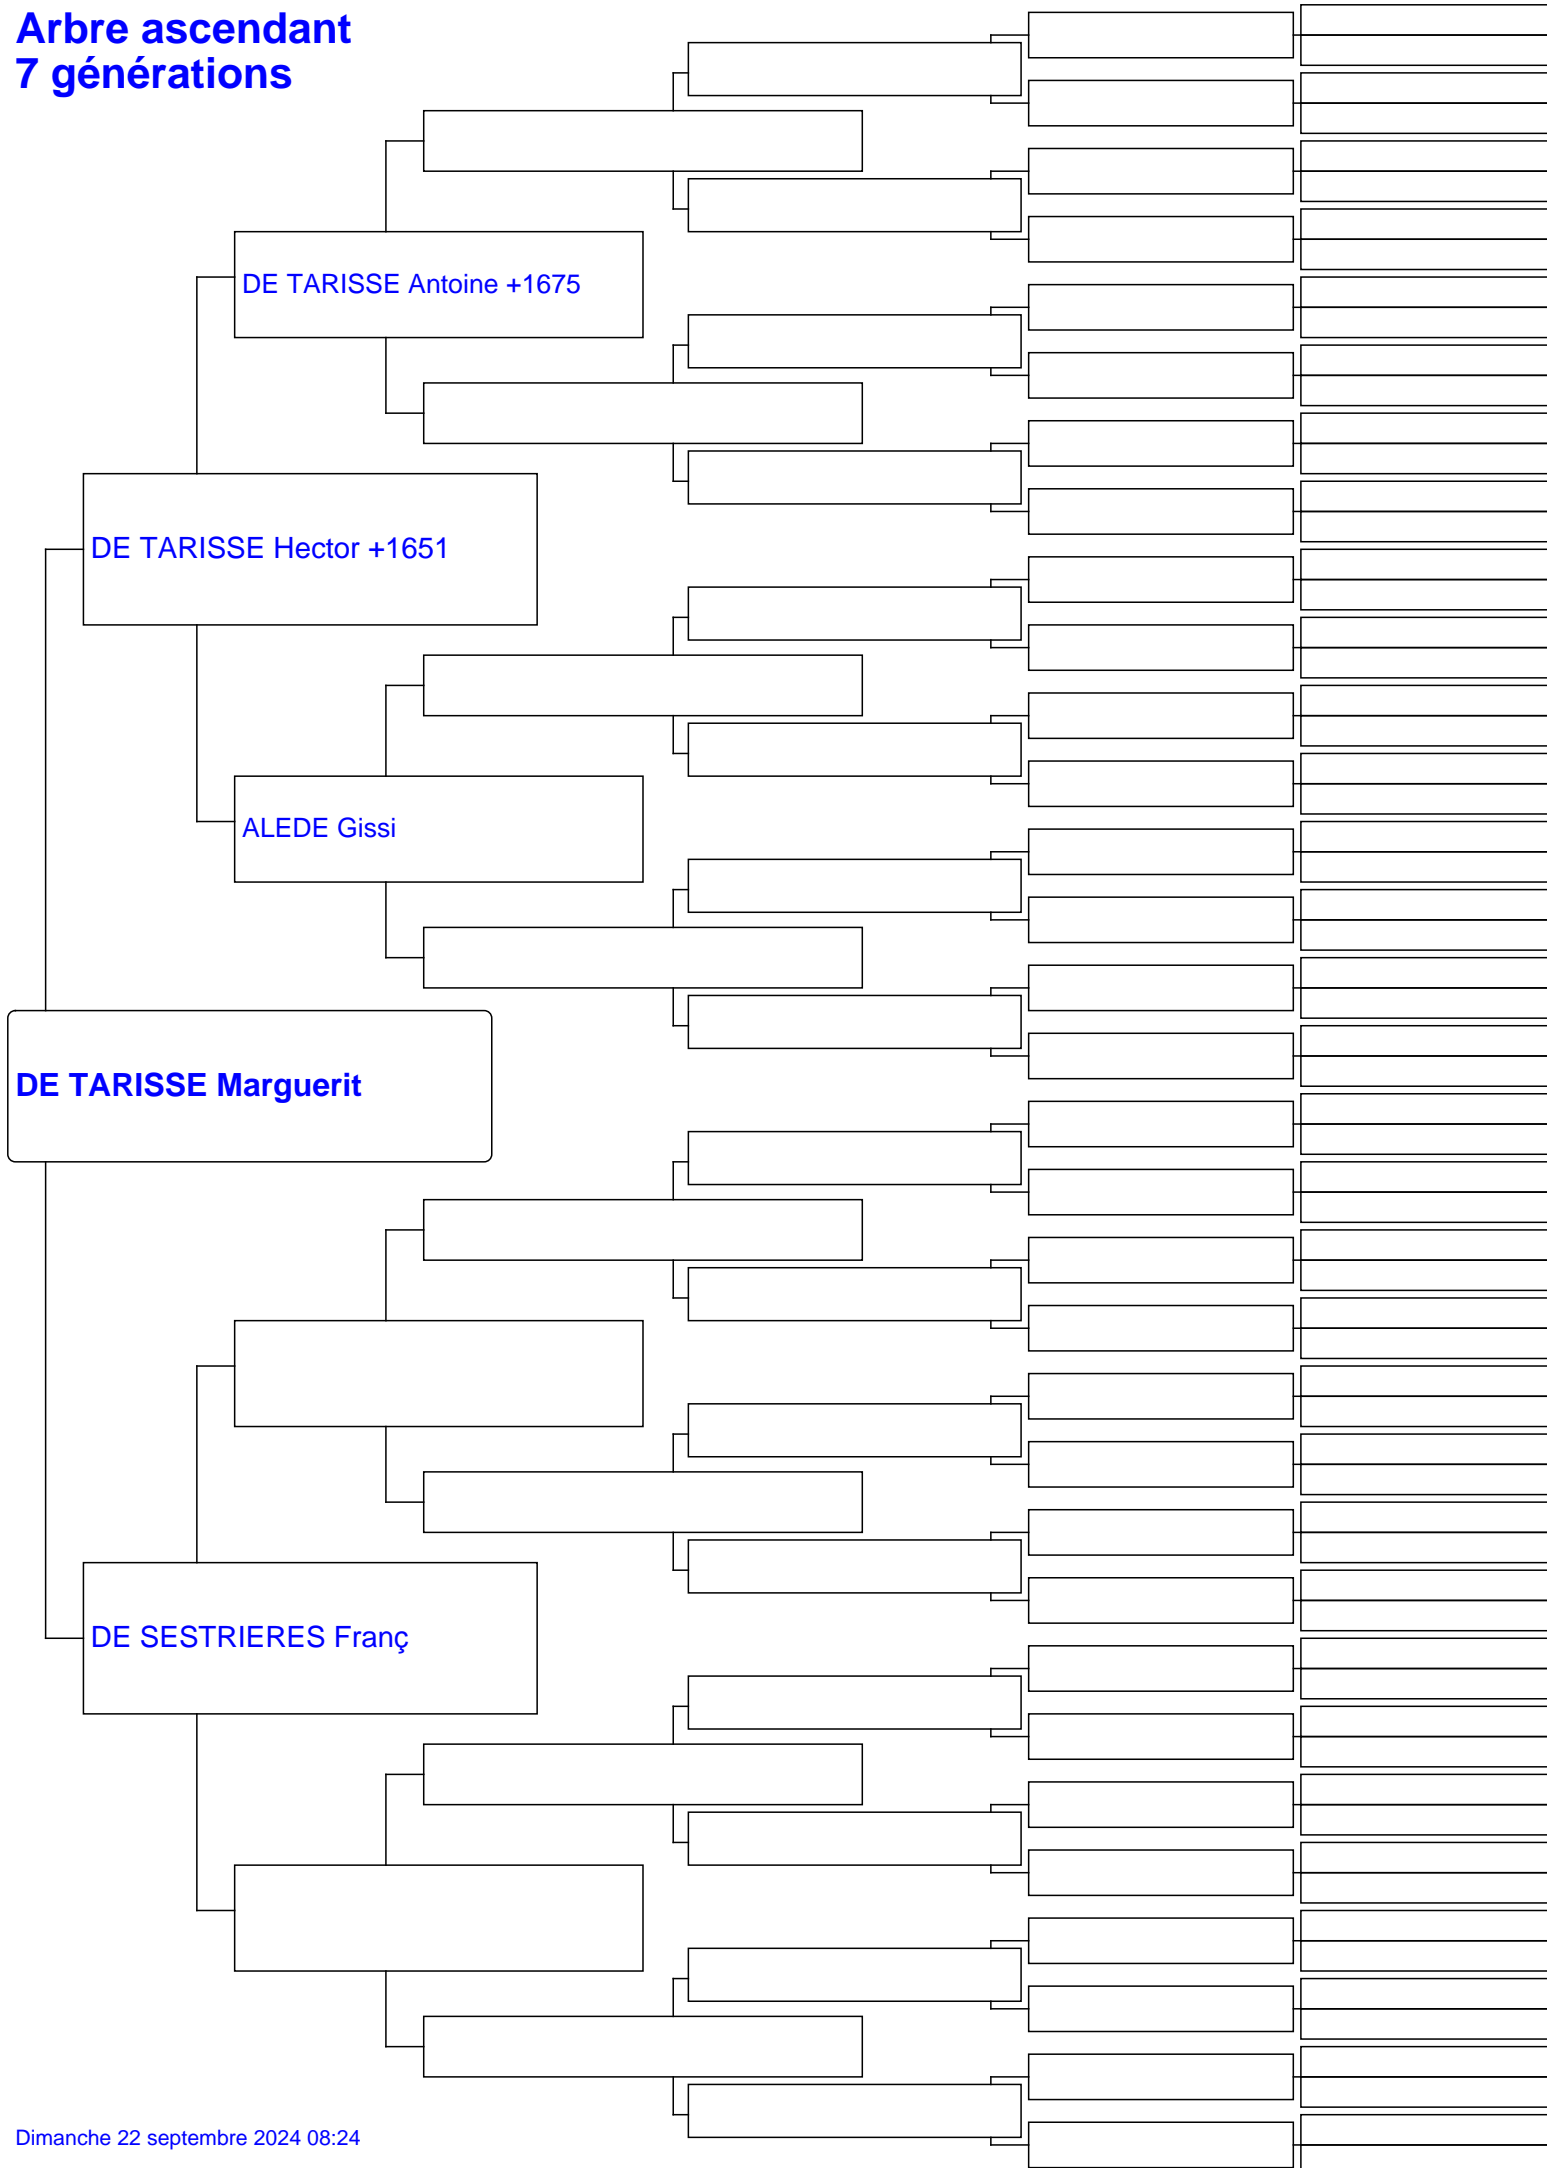 Arbre ascendant
7 générations
DE TARISSE Antoine +1675
DE TARISSE Hector +1651
ALEDE Gissi
DE TARISSE Marguerit
DE SESTRIERES Franç
Dimanche 22 septembre 2024 08:24